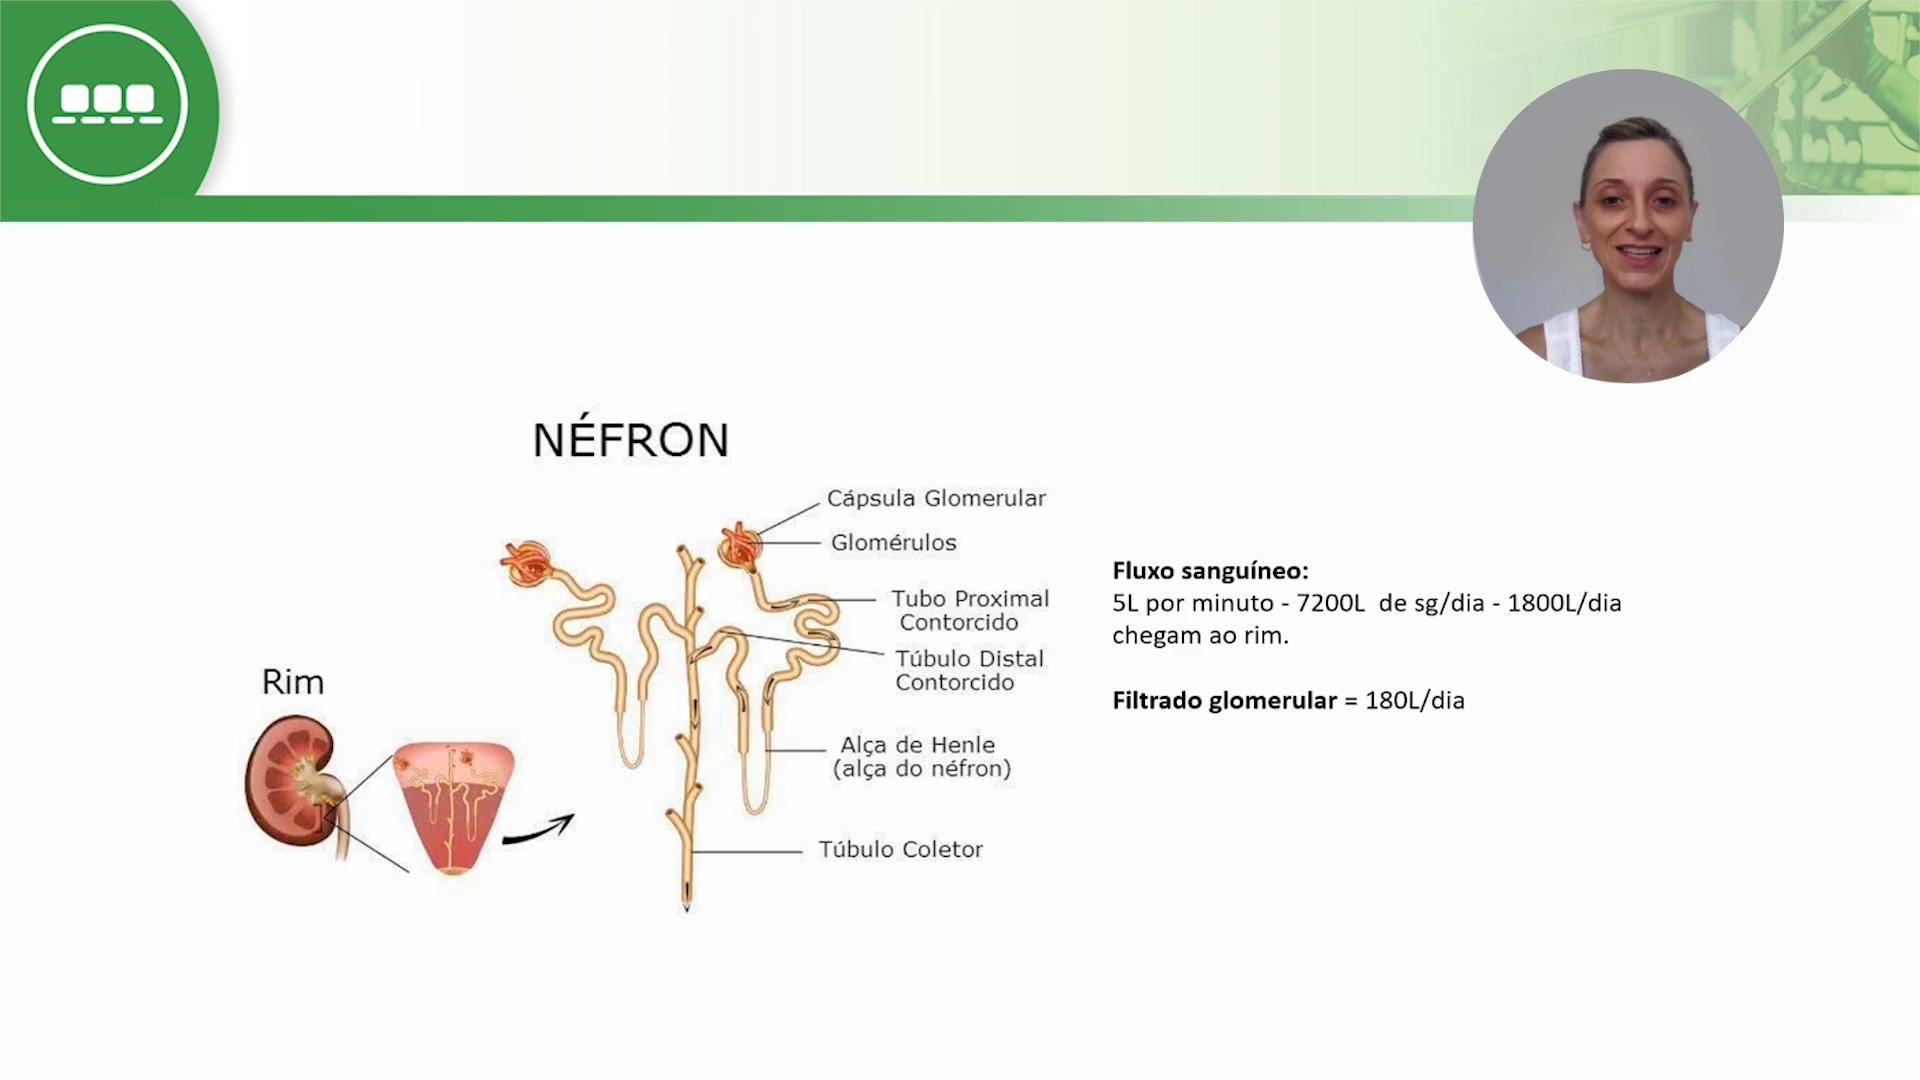 NÉFRON
Cápsula Glomerular
Glomérulos
Tubo Proximal
Contorcido
Túbulo Distal
Contorcido
Rim
Alça de Henle
(alça do néfron)
Túbulo Coletor
Fluxo sanguíneo:
5L por minuto - 7200L de sg/dia - 1800L/dia
chegam ao rim.
Filtrado glomerular = 180L/dia